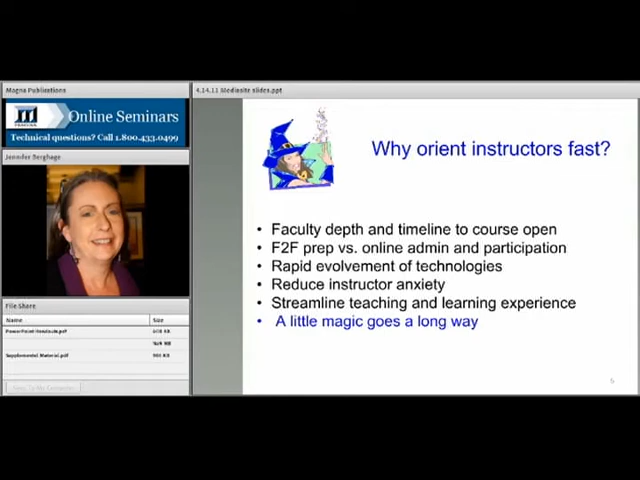 Magna Publications
4.14.11 Mediasite slides.ppt
Online Seminars
Technical questions? Call 1.800.433.0499
Jennifer Berghage
Why orient instructors fast?
• Faculty depth and timeline to course open
• F2F prep vs. online admin and participation
• Rapid evolvement of technologies
• Reduce instructor anxiety
• Streamline teaching and learning experience
• A little magic goes a long way
File Share
Name Size
Supplemental Material.pdf